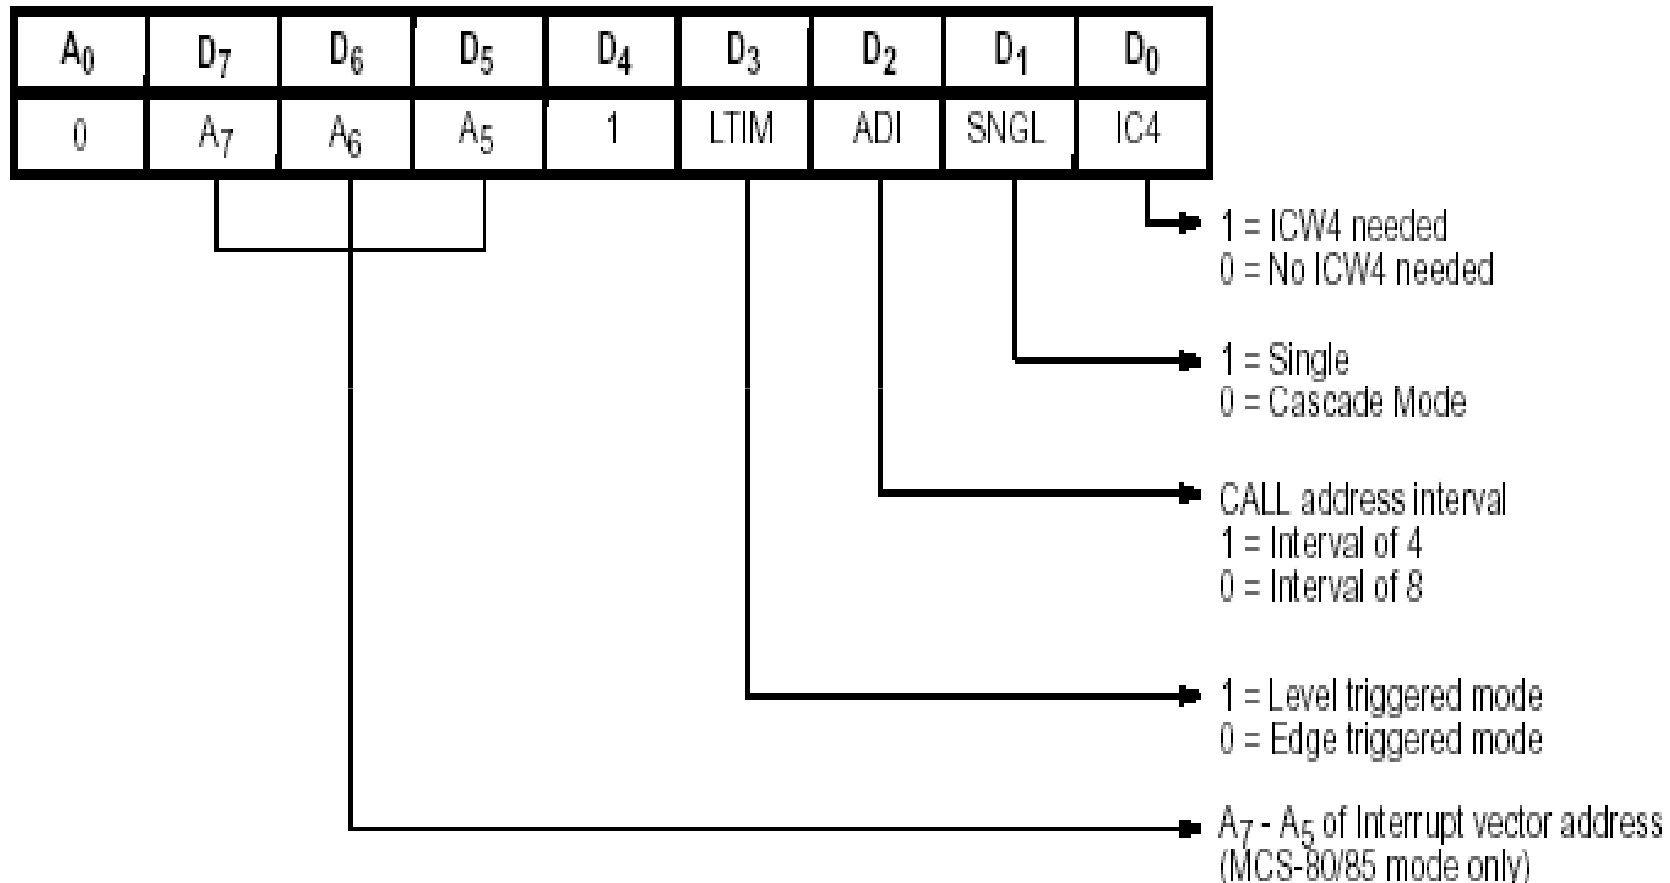 A0 D7 D6 D5 D4 D3 D2 D1 D0
0 A7 A6 A5 1 LTIM ADI SNGL IC4
1 = ICW4 needed
0 = No ICW4 needed
1 = Single
0 = Cascade Mode
CALL address interval
1 = Interval of 4
0 = Interval of 8
1 = Level triggered mode
0 = Edge triggered mode
A7 - A5 of Interrupt vector address
(MCS-80/85 mode only)